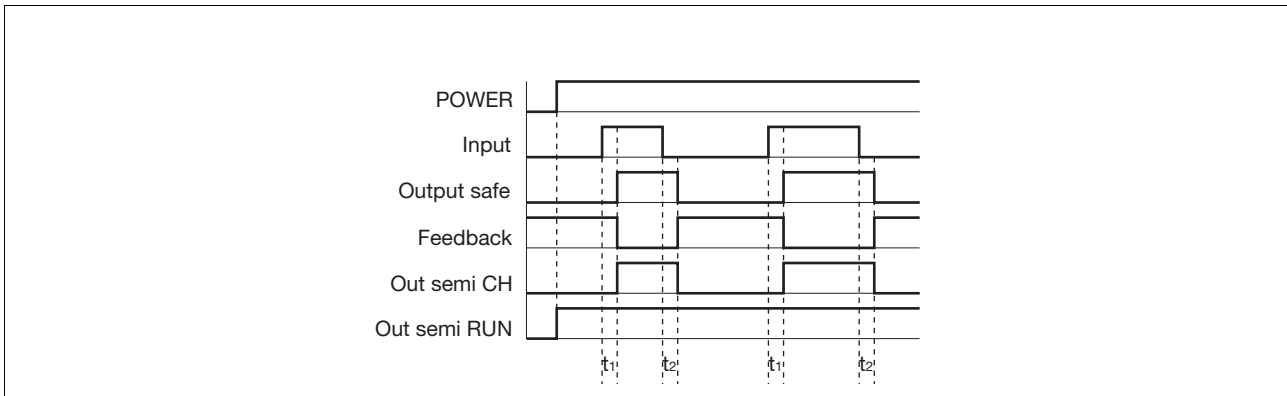 POWER
Input
Output safe
Feedback
Out semi CH
Out semi RUN
t1 t2 t1 t2